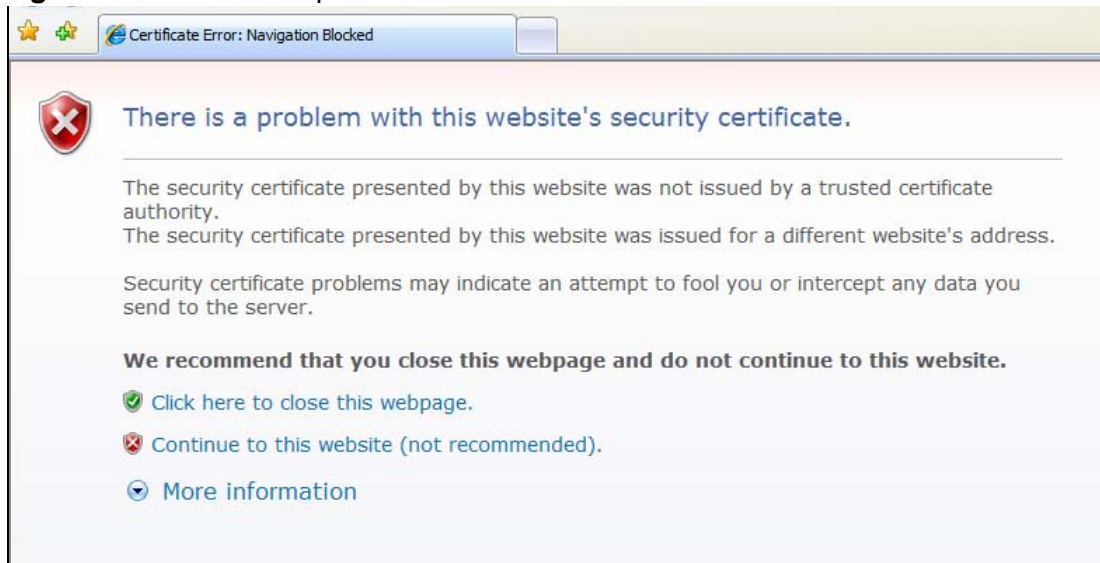 Certificate Error: Navigation Blocked
There is a problem with this website's security certificate.
The security certificate presented by this website was not issued by a trusted certificate
authority.
The security certificate presented by this website was issued for a different website's address.
Security certificate problems may indicate an attempt to fool you or intercept any data you
send to the server.
We recommend that you close this webpage and do not continue to this website.
Click here to close this webpage.
Continue to this website (not recommended).
More information